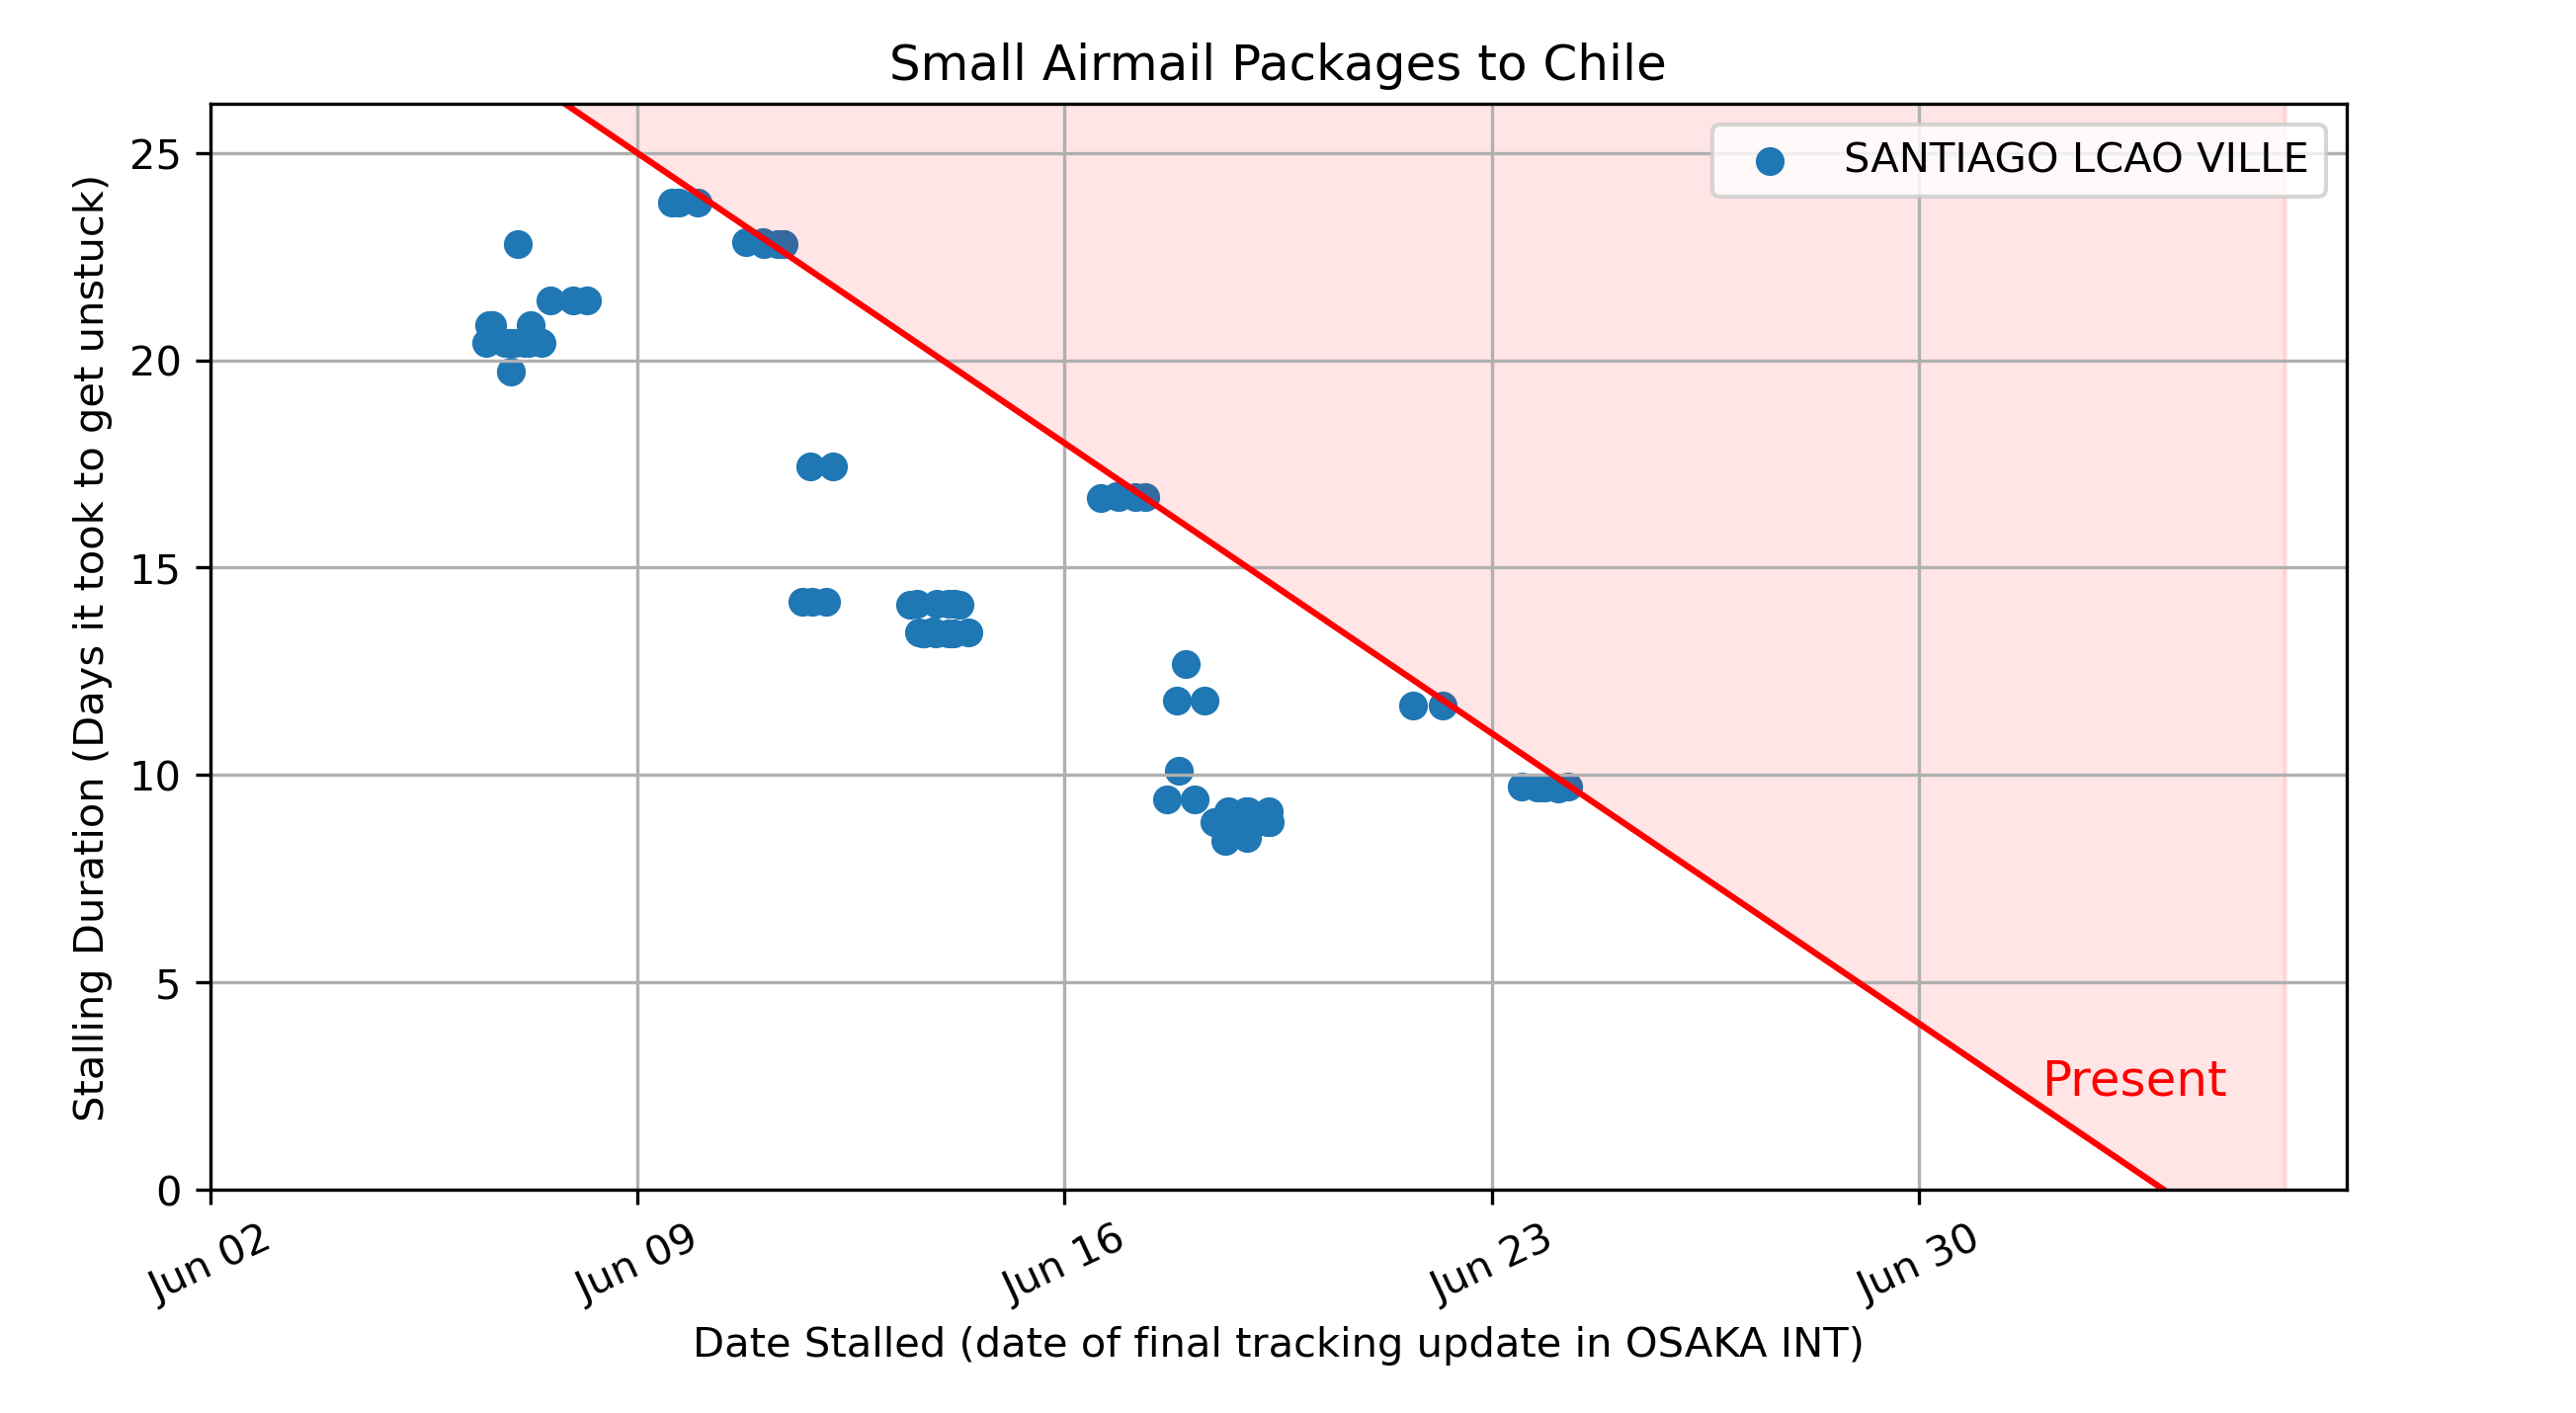 Small Airmail Packages to Chile
SANTIAGO LCAO VILLE
Stalling Duration (Days it took to get unstuck)
25
20
15
10
5
0
Present
Jun 02
Jun 09
Jun 16
Jun 23
Jun 30
Date Stalled (date of final tracking update in OSAKA INT)